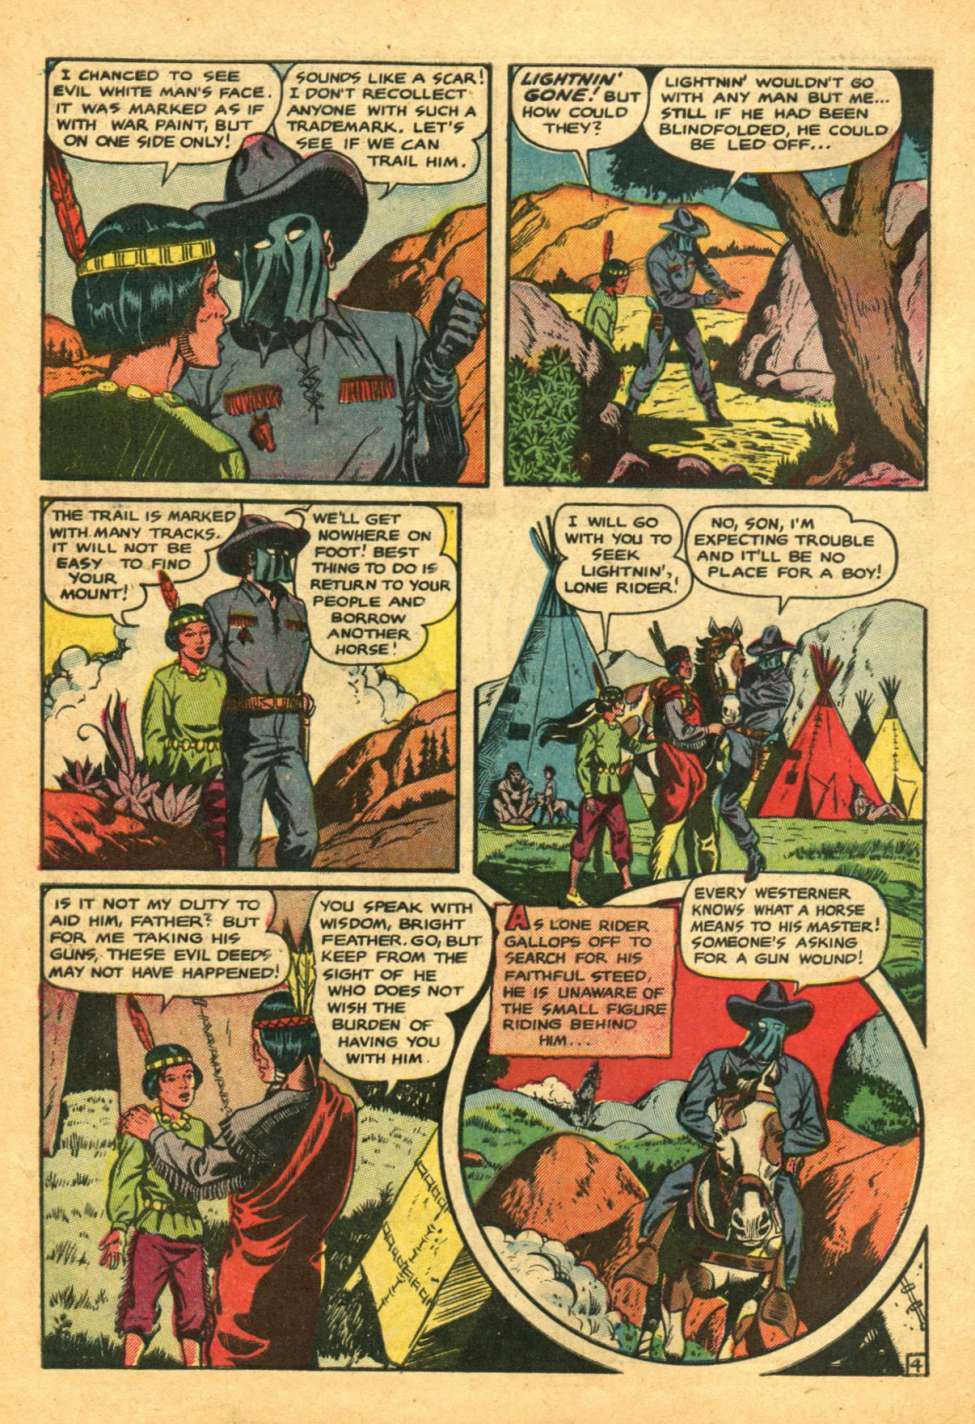 I CHANCED TO SEE
EVIL WHITE MAN'S FACE.
IT WAS MARKED AS IF
WITH WAR PAINT, BUT
ON ONE SIDE ONLY!
SOUNDS LIKE A SCAR!
I DON'T RECOLLECT
ANYONE WITH SUCH A
TRADEMARK. LET'S
SEE IF WE CAN
TRAIL HIM.
LIGHTNIN'
GONE! BUT
HOW COULD
THEY?
LIGHTNIN' WOULDN'T GO
WITH ANY MAN BUT ME...
STILL IF HE HAD BEEN
BLINDFOLDED, HE COULD
BE LED OFF...
THE TRAIL IS MARKED
WITH MANY TRACKS.
IT WILL NOT BE
EASY TO FIND
YOUR
MOUNT!
WE'LL GET
NOWHERE ON
FOOT! BEST
THING TO DO IS
RETURN TO YOUR
PEOPLE AND
BORROW
ANOTHER
HORSE!
I WILL GO
WITH YOU TO
SEEK
LIGHTNIN',
LONE RIDER!
NO, SON, I'M
EXPECTING TROUBLE
AND IT'LL BE NO
PLACE FOR A BOY!
IS IT NOT MY DUTY TO
AID HIM, FATHER? BUT
FOR ME TAKING HIS
GUNS, THESE EVIL DEEDS
MAY NOT HAVE HAPPENED!
YOU SPEAK WITH
WISDOM, BRIGHT
FEATHER. GO, BUT
KEEP FROM THE
SIGHT OF HE
WHO DOES NOT
WISH THE
BURDEN OF
HAVING YOU
WITH HIM.
AS LONE RIDER
GALLOPS OFF TO
SEARCH FOR HIS
FAITHFUL STEED,
HE IS UNAWARE OF
THE SMALL FIGURE
RIDING BEHIND
HIM...
EVERY WESTERNER
KNOWS WHAT A HORSE
MEANS TO HIS MASTER!
SOMEONE'S ASKING
FOR A GUN WOUND!
4